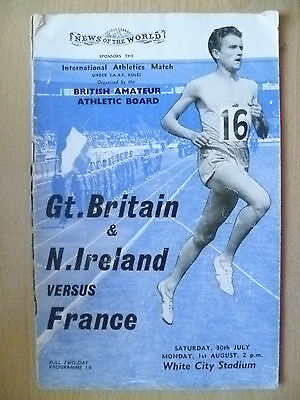 NEWS OF THE WORLD
SPONSORS THE
International Athletics Match
UNDER I.A.A.F. RULES
Organised by the
BRITISH AMATEUR
ATHLETIC BOARD
16
Gt. Britain
&
N. Ireland
VERSUS
France
SATURDAY, 30th JULY
MONDAY, 1st AUGUST, 2 p.m.
White City Stadium
FULL TWO-DAY
PROGRAMME 1/6